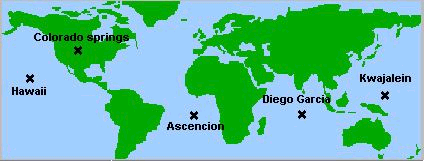 Colorado springs
Hawaii
Ascencion
Diego Garcia
Kwajalein